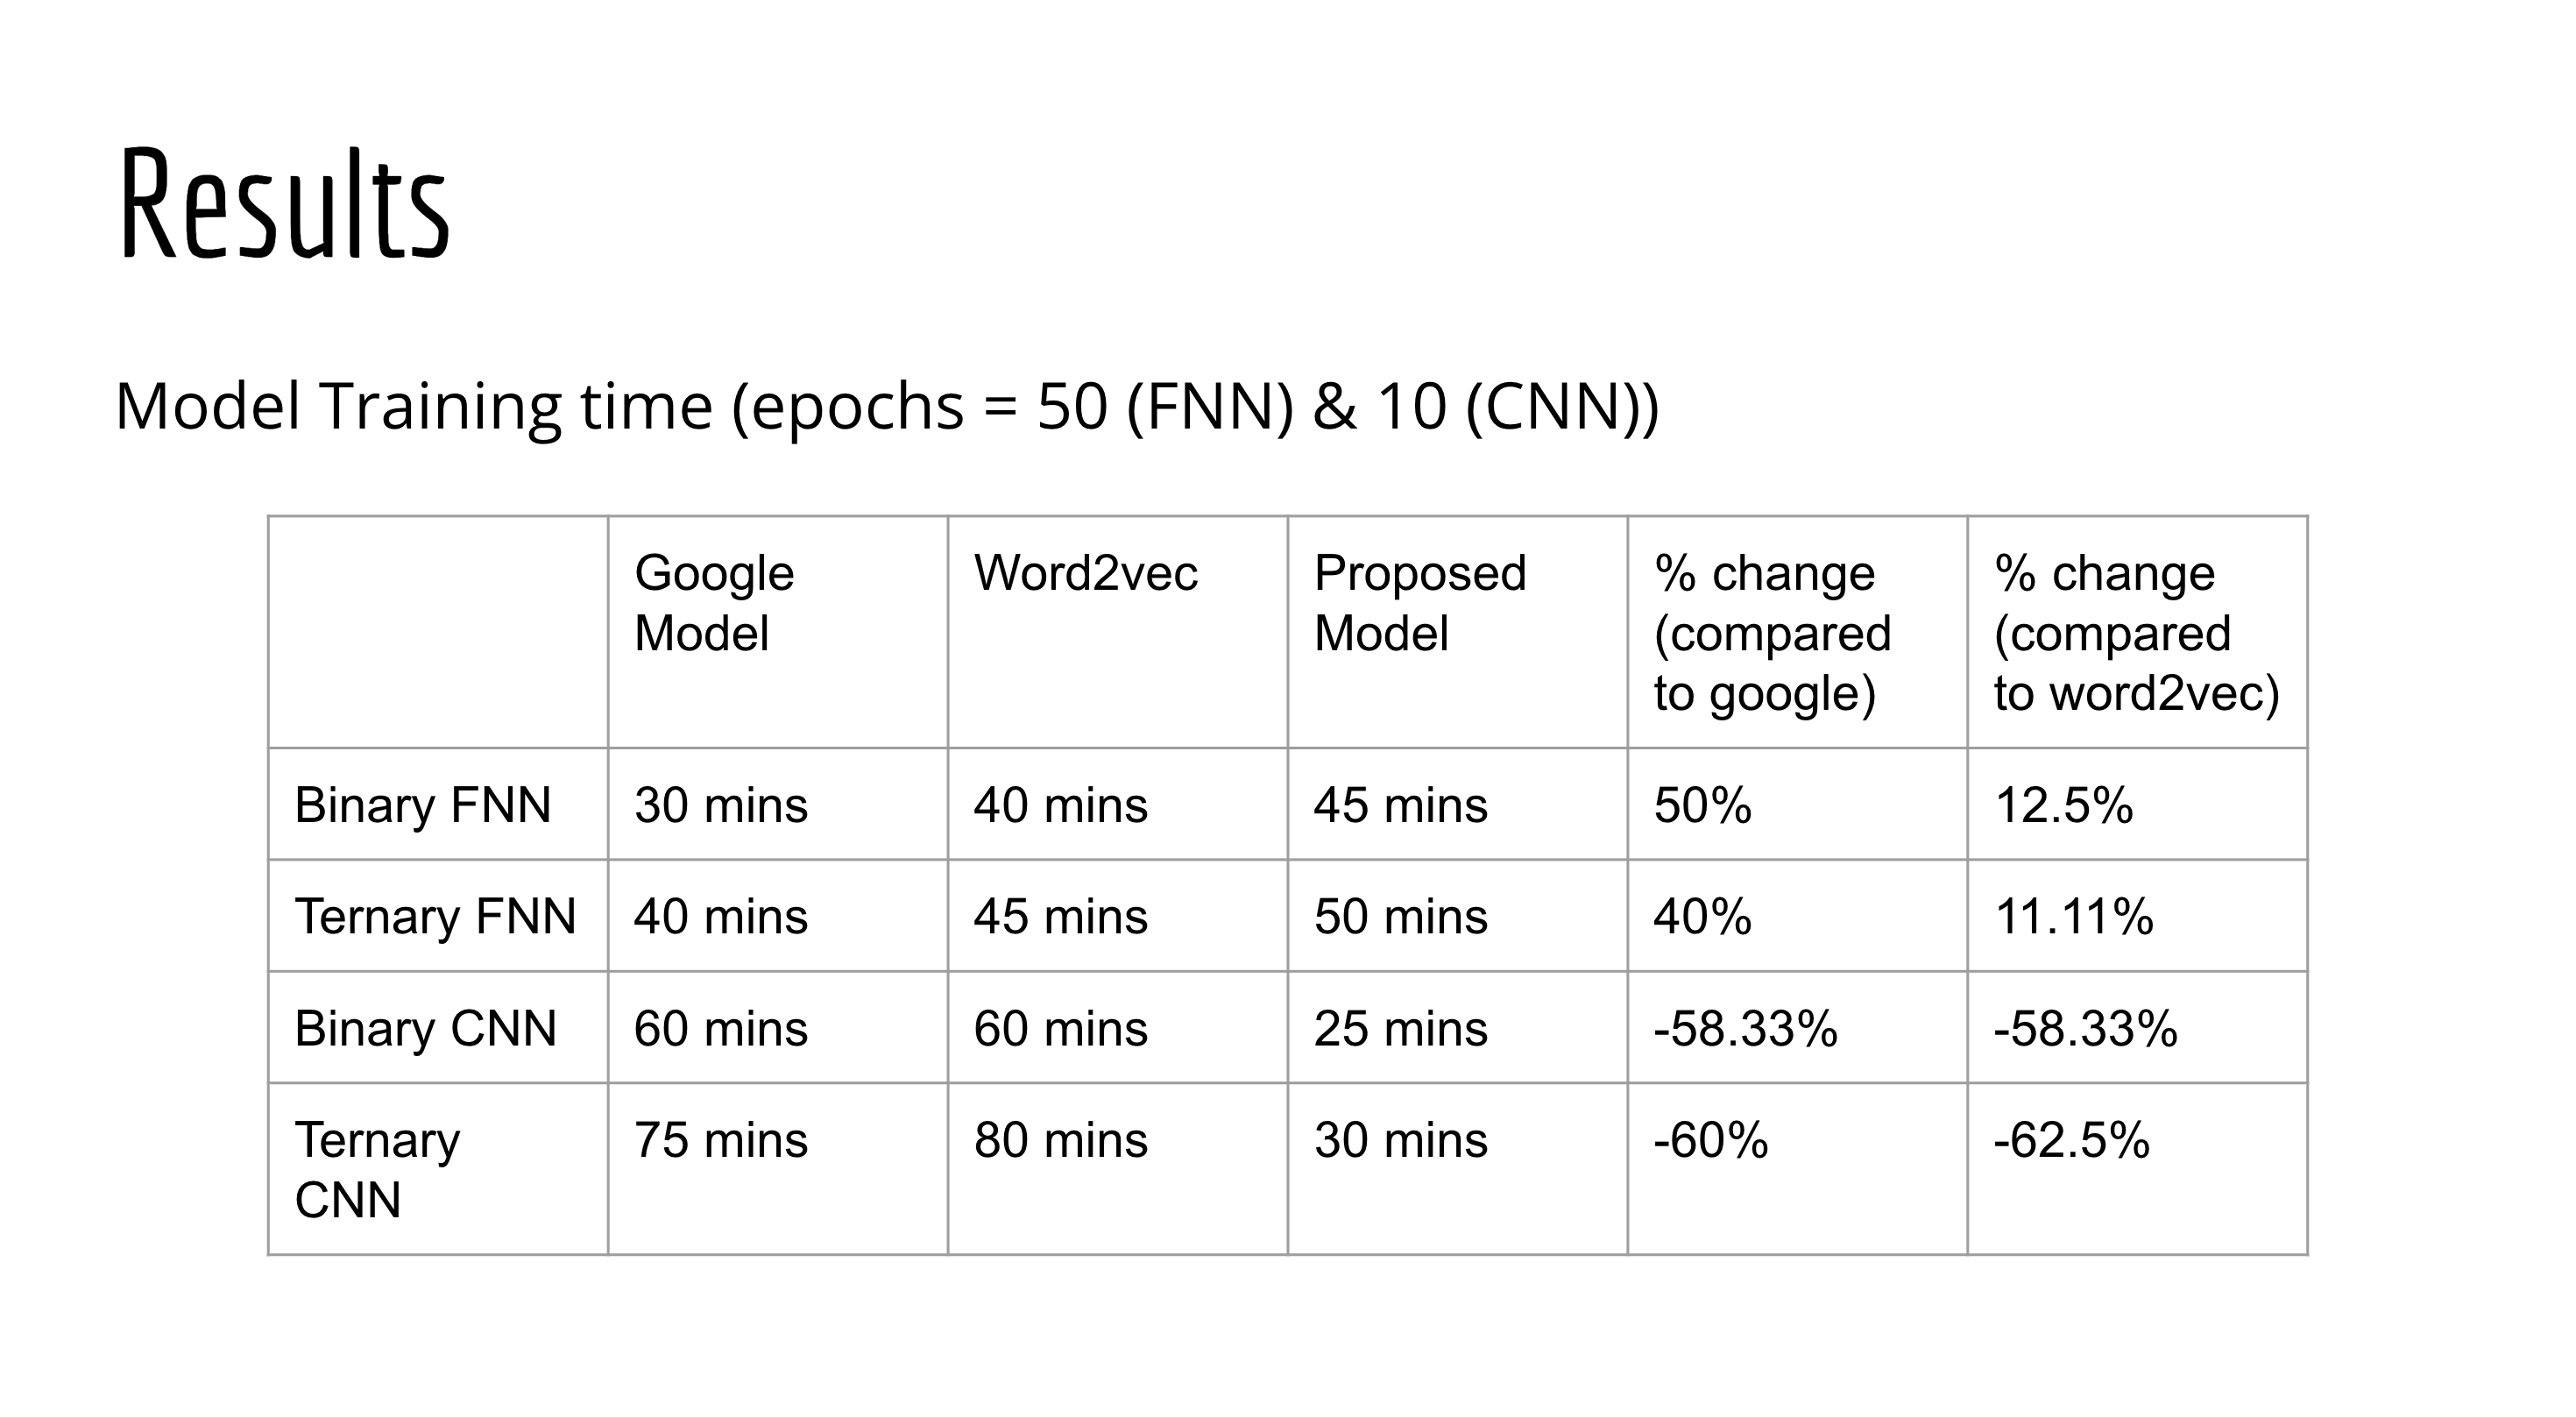 Results
Model Training time (epochs = 50 (FNN) & 10 (CNN))
Google
Model
Word2vec
Proposed
Model
% change
(compared
to google)
% change
(compared
to word2vec)
Binary FNN
30 mins
40 mins
45 mins
50%
12.5%
Ternary FNN
40 mins
45 mins
50 mins
40%
11.11%
Binary CNN
60 mins
60 mins
25 mins
-58.33%
-58.33%
Ternary
CNN
75 mins
80 mins
30 mins
-60%
-62.5%